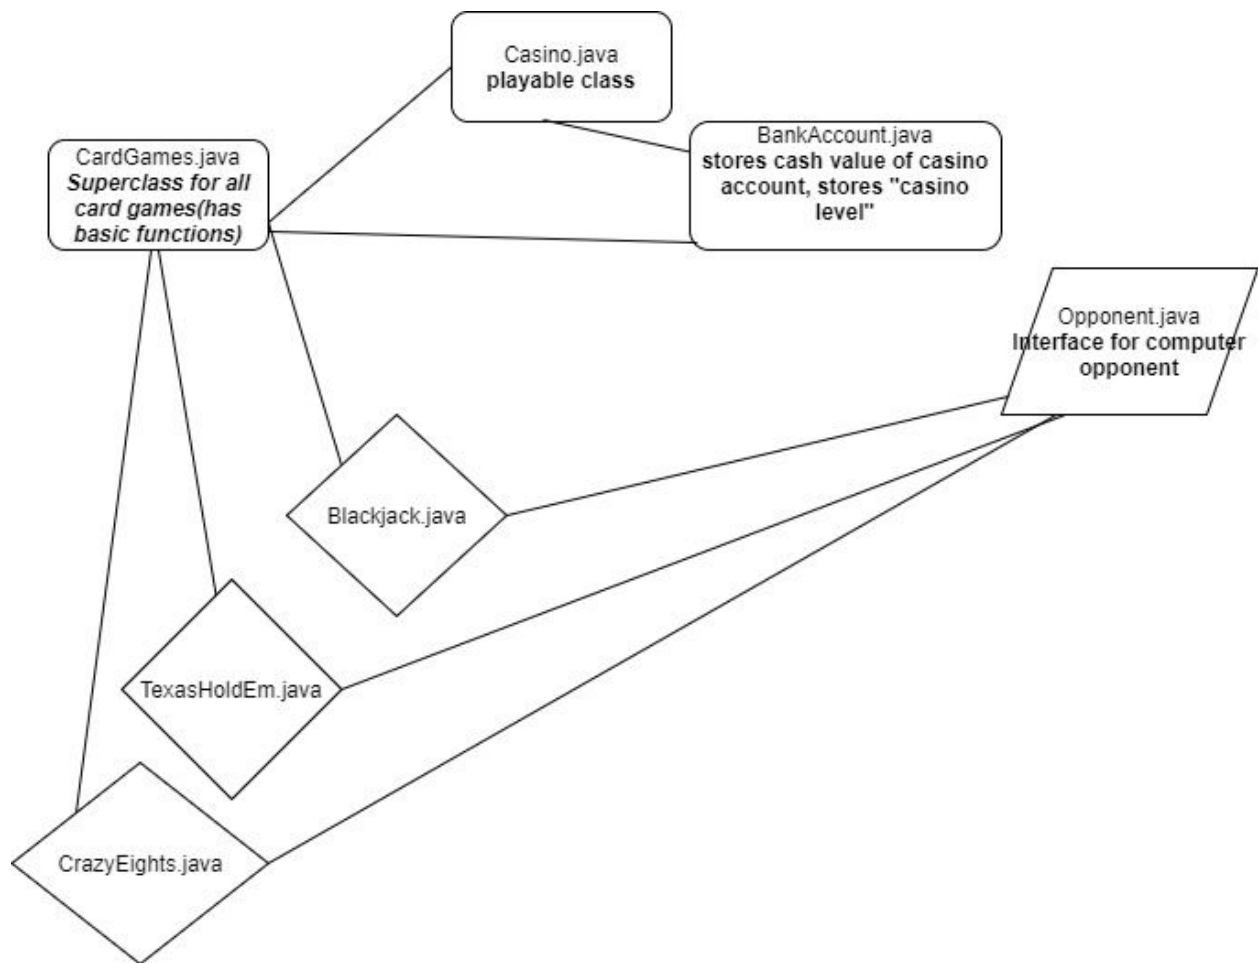 Casino.java
playable class
BankAccount.java
stores cash value of casino
account, stores "casino
level"
CardGames.java
Superclass for all
card games(has
basic functions)
Opponent.java
Interface for computer
opponent
Blackjack.java
TexasHoldEm.java
CrazyEights.java